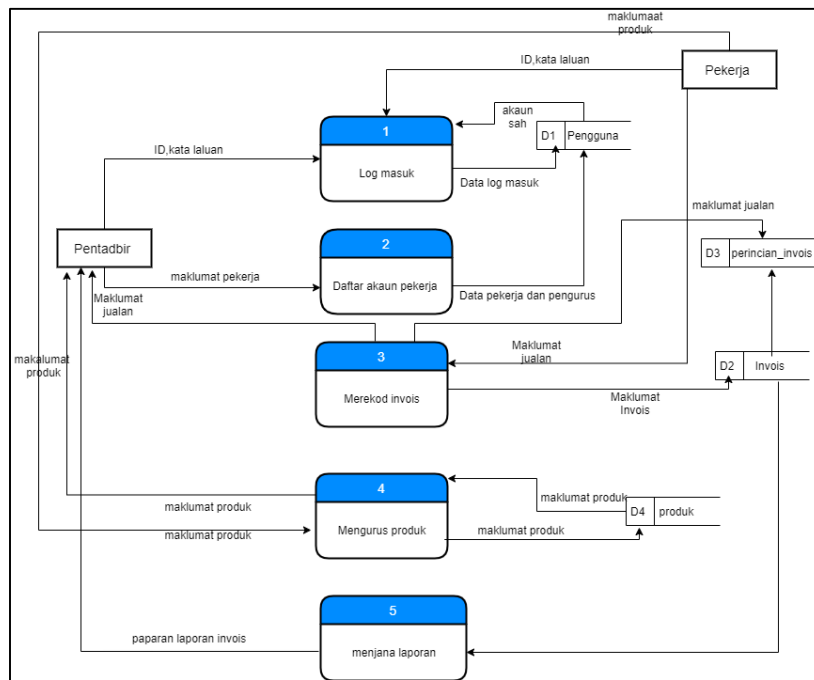 maklumaat
produk
Pekerja
ID,kata laluan
akaun
sah
D1 Pengguna
1
Log masuk
ID,kata laluan
Data log masuk
maklumat jualan
Pentadbir
2
Daftar akaun pekerja
maklumat pekerja
Data pekerja dan pengurus
D3 perincian_invois
Maklumat
jualan
3
Merekod invois
Maklumat
jualan
D2 Invois
Maklumat
Invois
makalumat
produk
4
Mengurus produk
maklumat produk
maklumat produk
maklumat produk
maklumat produk
D4 produk
5
menjana laporan
paparan laporan invois